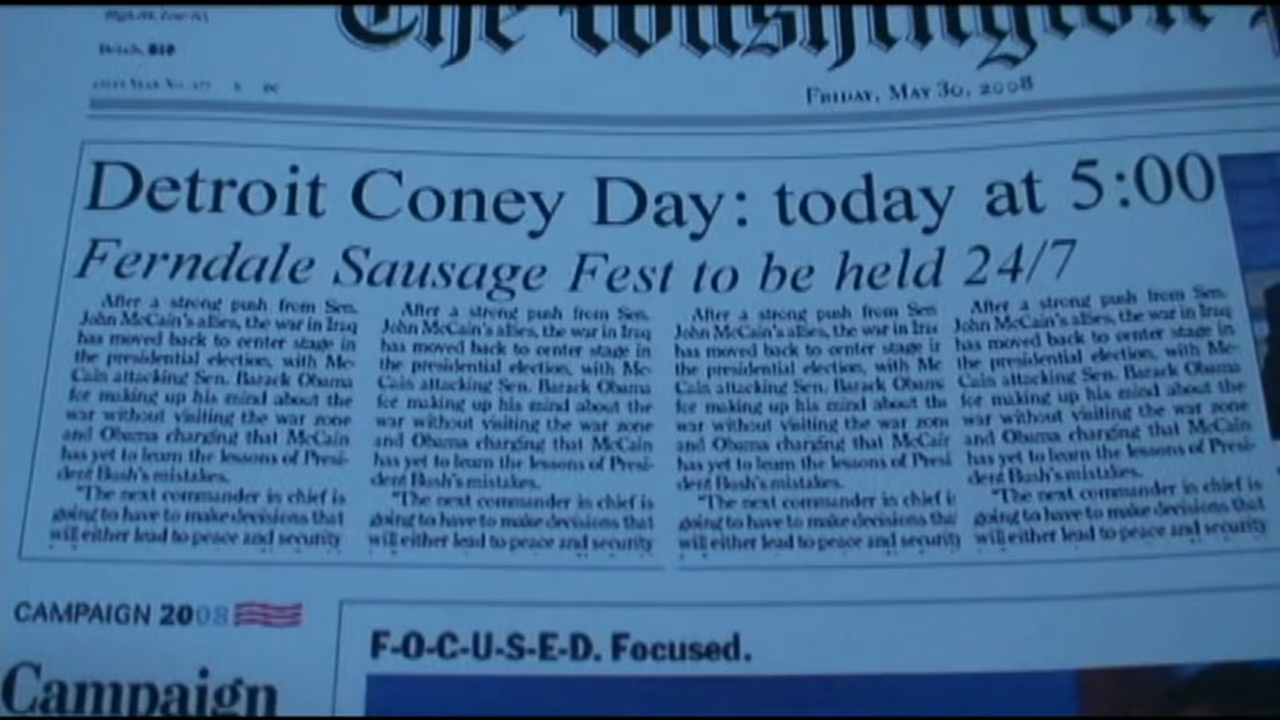 The Washington
FRIDAY, MAY 30, 2008
Detroit Coney Day: today at 5:00
Ferndale Sausage Fest to be held 24/7
After a strong push from Sen.
John McCain's allies, the war in Iraq
has moved back to center stage in
the presidential election, with Mc-
Cain attacking Sen. Barack Obama
for making up his mind about the
war without visiting the war zone
and Obama charging that McCain
has yet to learn the lessons of Presi-
dent Bush's mistakes.
"The next commander in chief is
going to have to make decisions that
will either lead to peace and security
After a strong push from Sen.
John McCain's allies, the war in Iraq
has moved back to center stage in
the presidential election, with Mc-
Cain attacking Sen. Barack Obama
for making up his mind about the
war without visiting the war zone
and Obama charging that McCain
has yet to learn the lessons of Presi-
dent Bush's mistakes.
"The next commander in chief is
going to have to make decisions that
will either lead to peace and security
After a strong push from Sen
John McCain's allies, the war in
has moved back to center stage
the presidential election, with Mc
Cain attacking Sen. Barack
for making up his mind about the
war without visiting the war
and Obama charging that
has yet to learn the lessons of Presi
dent Bush's mistakes.
"The next commander in chief
going to have to make decisions
will either lead to peace and security
After a strong push from Sen.
John McCain's allies, the war in Iraq
has moved back to center stage in
the presidential election, with Mc-
Cain attacking Sen. Barack Obama
for making up his mind about the
war without visiting the war zone
and Obama charging that McCain
has yet to learn the lessons of Presi-
dent Bush's mistakes.
"The next commander in chief is
going to have to make decisions that
will either lead to peace and security
CAMPAIGN 2008
Campaign
F-O-C-U-S-E-D. Focused.